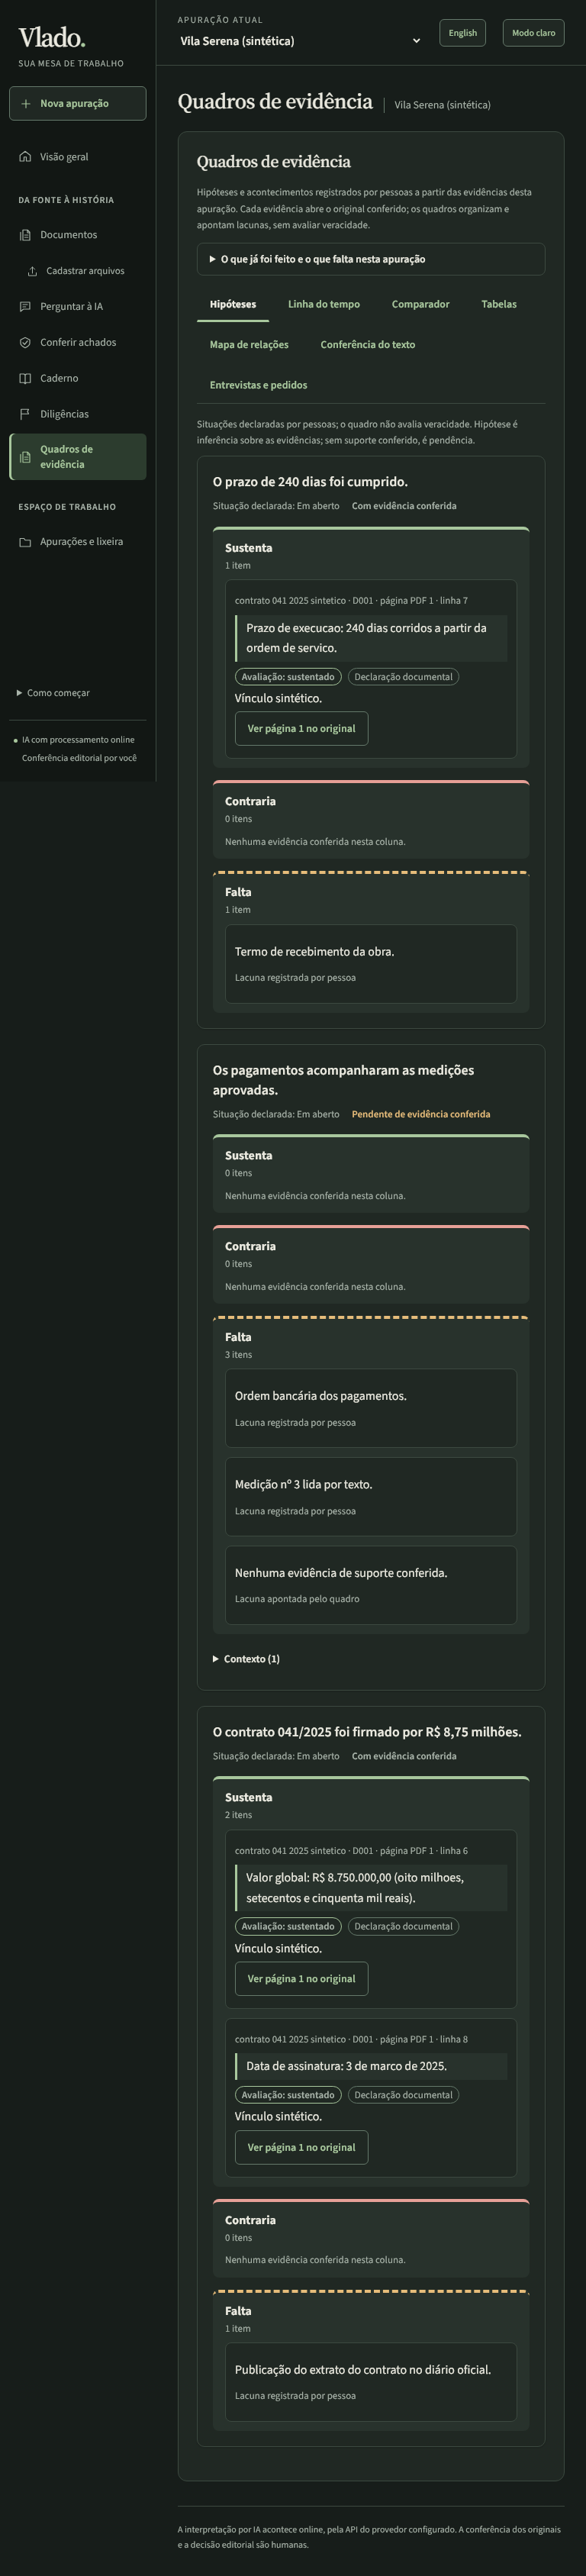 Vlado.
SUA MESA DE TRABALHO
Nova apuração
Visão geral
DA FONTE À HISTÓRIA
Documentos
Cadastrar arquivos
Perguntar à IA
Conferir achados
Caderno
Diligências
Quadros de
evidência
ESPAÇO DE TRABALHO
Apurações e lixeira
Como começar
IA com processamento online
Conferência editorial por você
APURAÇÃO ATUAL
Vila Serena (sintética)
English
Modo claro
Quadros de evidência
Vila Serena (sintética)
Quadros de evidência
Hipóteses e acontecimentos registrados por pessoas a partir das evidências desta
apuração. Cada evidência abre o original conferido; os quadros organizam e
apontam lacunas, sem avaliar veracidade.
O que já foi feito e o que falta nesta apuração
Hipóteses
Linha do tempo
Comparador
Tabelas
Mapa de relações
Conferência do texto
Entrevistas e pedidos
Situações declaradas por pessoas; o quadro não avalia veracidade. Hipótese é
inferência sobre as evidências; sem suporte conferido, é pendência.
O prazo de 240 dias foi cumprido.
Situação declarada: Em aberto Com evidência conferida
Sustenta
1 item
contrato 041 2025 sintetico · D001 · página PDF 1 · linha 7
Prazo de execucao: 240 dias corridos a partir da
ordem de servico.
Avaliação: sustentado Declaração documental
Vínculo sintético.
Ver página 1 no original
Contraria
0 itens
Nenhuma evidência conferida nesta coluna.
Falta
1 item
Termo de recebimento da obra.
Lacuna registrada por pessoa
Os pagamentos acompanharam as medições
aprovadas.
Situação declarada: Em aberto Pendente de evidência conferida
Sustenta
0 itens
Nenhuma evidência conferida nesta coluna.
Contraria
0 itens
Nenhuma evidência conferida nesta coluna.
Falta
3 itens
Ordem bancária dos pagamentos.
Lacuna registrada por pessoa
Medição nº 3 lida por texto.
Lacuna registrada por pessoa
Nenhuma evidência de suporte conferida.
Lacuna apontada pelo quadro
Contexto (1)
O contrato 041/2025 foi firmado por R$ 8,75 milhões.
Situação declarada: Em aberto Com evidência conferida
Sustenta
2 itens
contrato 041 2025 sintetico · D001 · página PDF 1 · linha 6
Valor global: R$ 8.750.000,00 (oito milhoes,
setecentos e cinquenta mil reais).
Avaliação: sustentado Declaração documental
Vínculo sintético.
Ver página 1 no original
contrato 041 2025 sintetico · D001 · página PDF 1 · linha 8
Data de assinatura: 3 de marco de 2025.
Avaliação: sustentado Declaração documental
Vínculo sintético.
Ver página 1 no original
Contraria
0 itens
Nenhuma evidência conferida nesta coluna.
Falta
1 item
Publicação do extrato do contrato no diário oficial.
Lacuna registrada por pessoa
A interpretação por IA acontece online, pela API do provedor configurado. A conferência dos originais
e a decisão editorial são humanas.